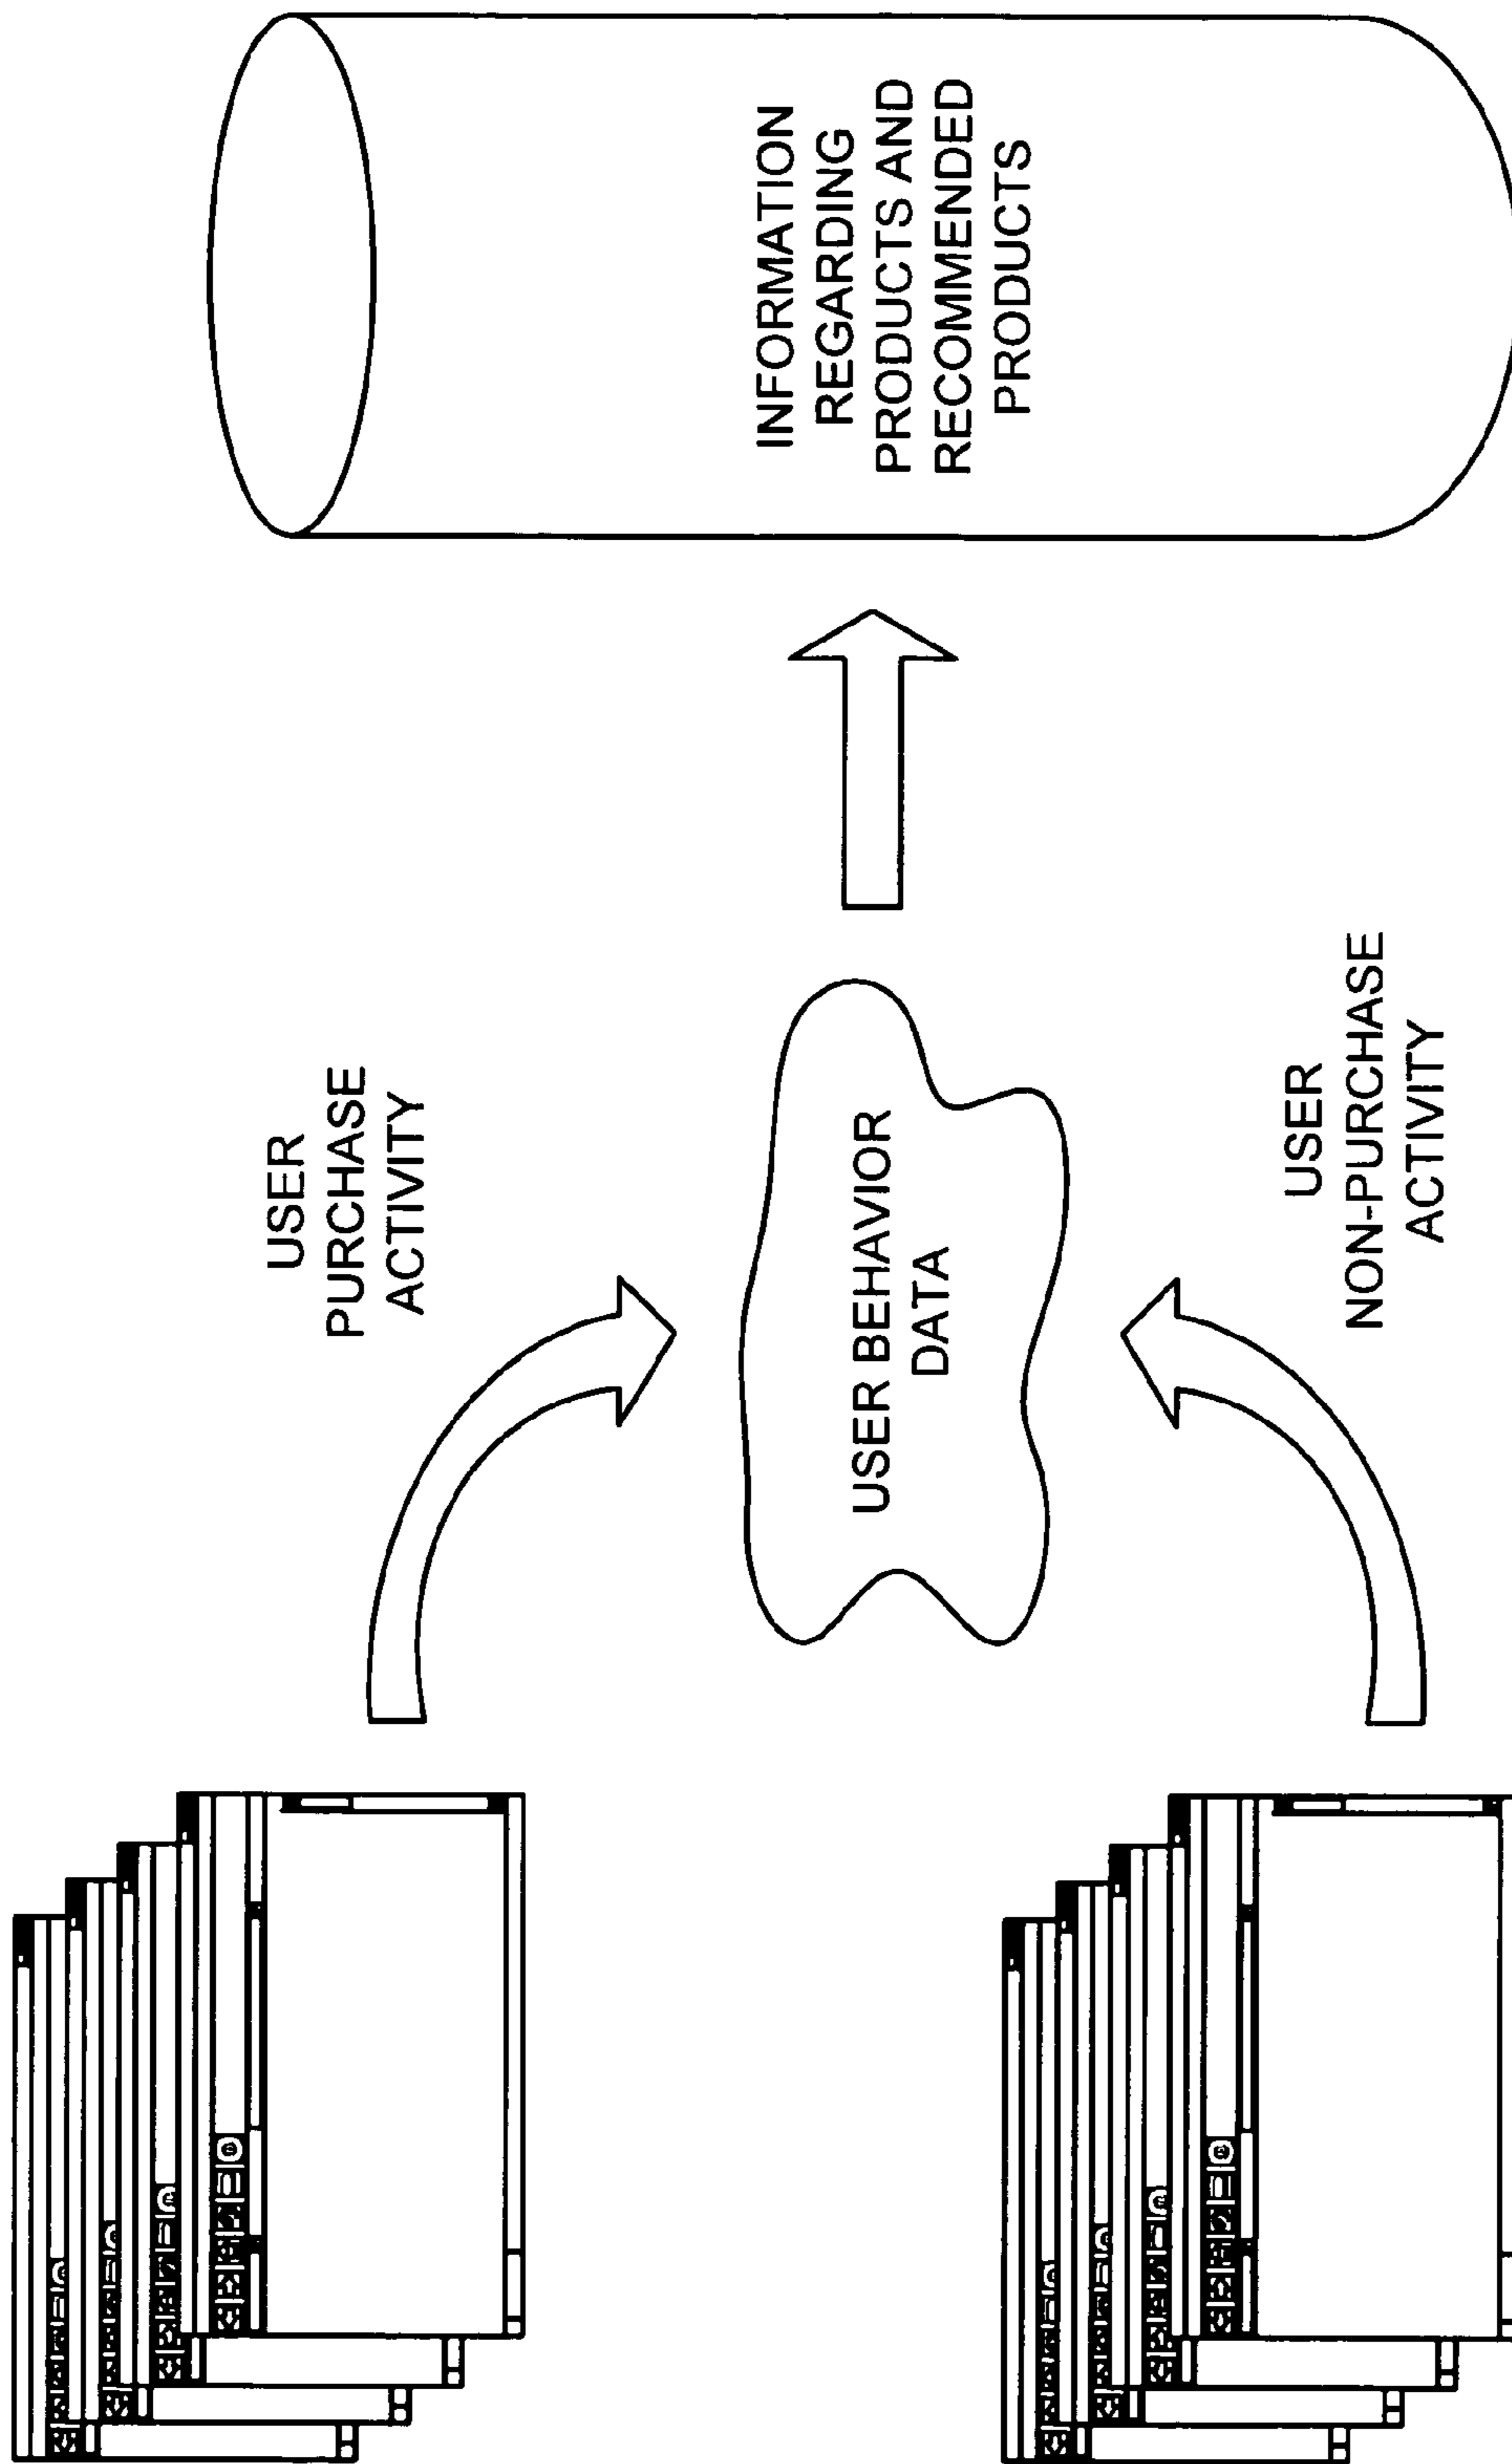 USER
PURCHASE
ACTIVITY
USER BEHAVIOR
DATA
USER
NON-PURCHASE
ACTIVITY
INFORMATION
REGARDING
PRODUCTS AND
RECOMMENDED
PRODUCTS